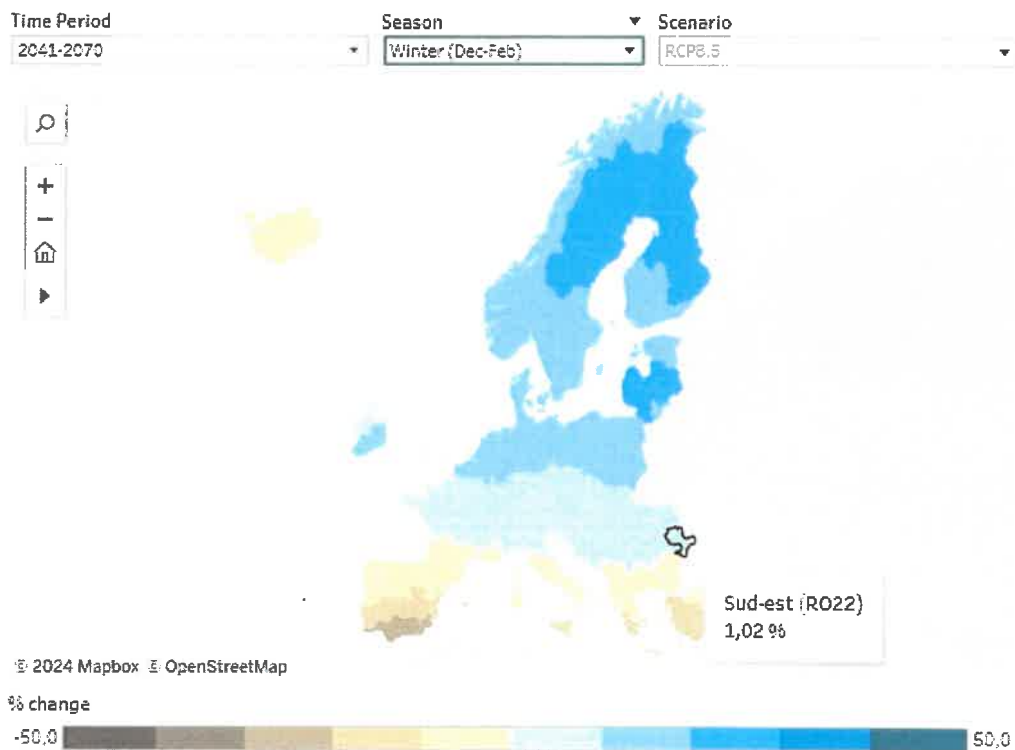 Time Period
Season
Scenario
2041-2070
Winter (Dec-Feb)
RCP8.5
Sud-est (RO22)
1,02 %
© 2024 Mapbox © OpenStreetMap
% change
-50,0
50,0